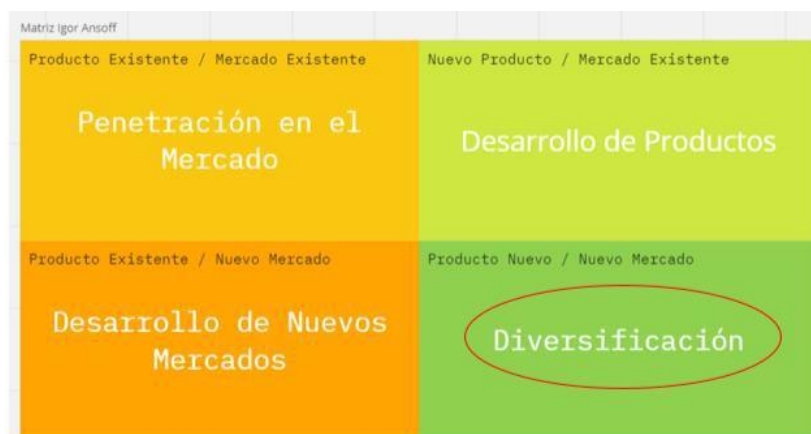 Matriz Igor Ansoff
Producto Existente / Mercado Existente
Penetración en el
Mercado
Nuevo Producto / Mercado Existente
Desarrollo de Productos
Producto Existente / Nuevo Mercado
Desarrollo de Nuevos
Mercados
Producto Nuevo / Nuevo Mercado
Diversificación